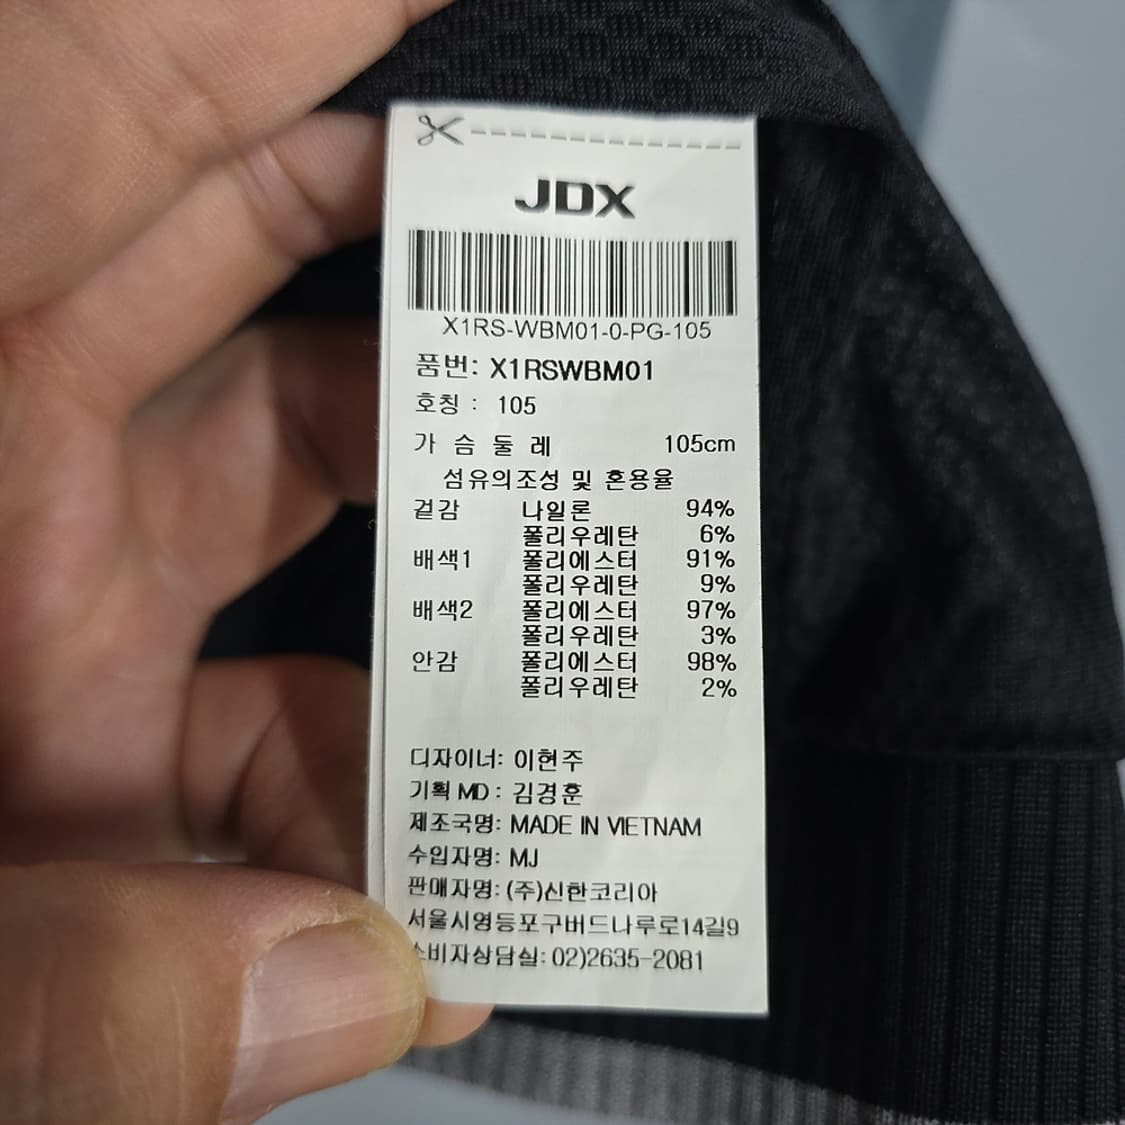 JDX
X1RS-WBM01-0-PG-105
품번: X1RSWBM01
호칭 : 105
가 슴 둘 레 105cm
섬유의조성 및 혼용율
겉감 나일론 94%
폴리우레탄 6%
배색1 폴리에스터 91%
폴리우레탄 9%
배색2 폴리에스터 97%
폴리우레탄 3%
안감 폴리에스터 98%
폴리우레탄 2%
디자이너: 이현주
기획 MD : 김경훈
제조국명: MADE IN VIETNAM
수입자명: MJ
판매자명: (주)신한코리아
서울시영등포구버드나루로14길9
소비자상담실: 02)2635-2081